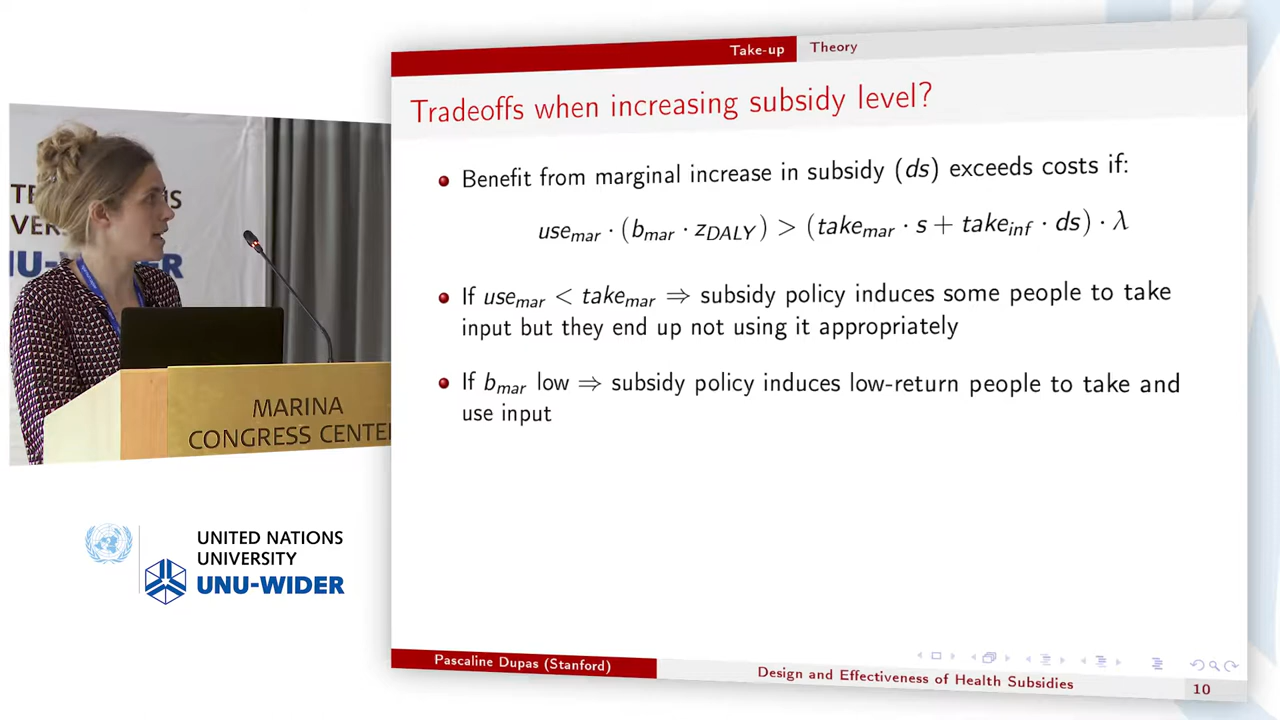 Take-up Theory
Tradeoffs when increasing subsidy level?
Benefit from marginal increase in subsidy (ds) exceeds costs if:
use_mar · (b_mar · z_DALY) > (take_mar · s + take_inf · ds) · λ
If use_mar < take_mar ⇒ subsidy policy induces some people to take
input but they end up not using it appropriately
If b_mar low ⇒ subsidy policy induces low-return people to take and
use input
Pascaline Dupas (Stanford)
Design and Effectiveness of Health Subsidies
10
U-WIDER
MARINA
CONGRESS CENTE
UNITED NATIONS
UNIVERSITY
UNU-WIDER